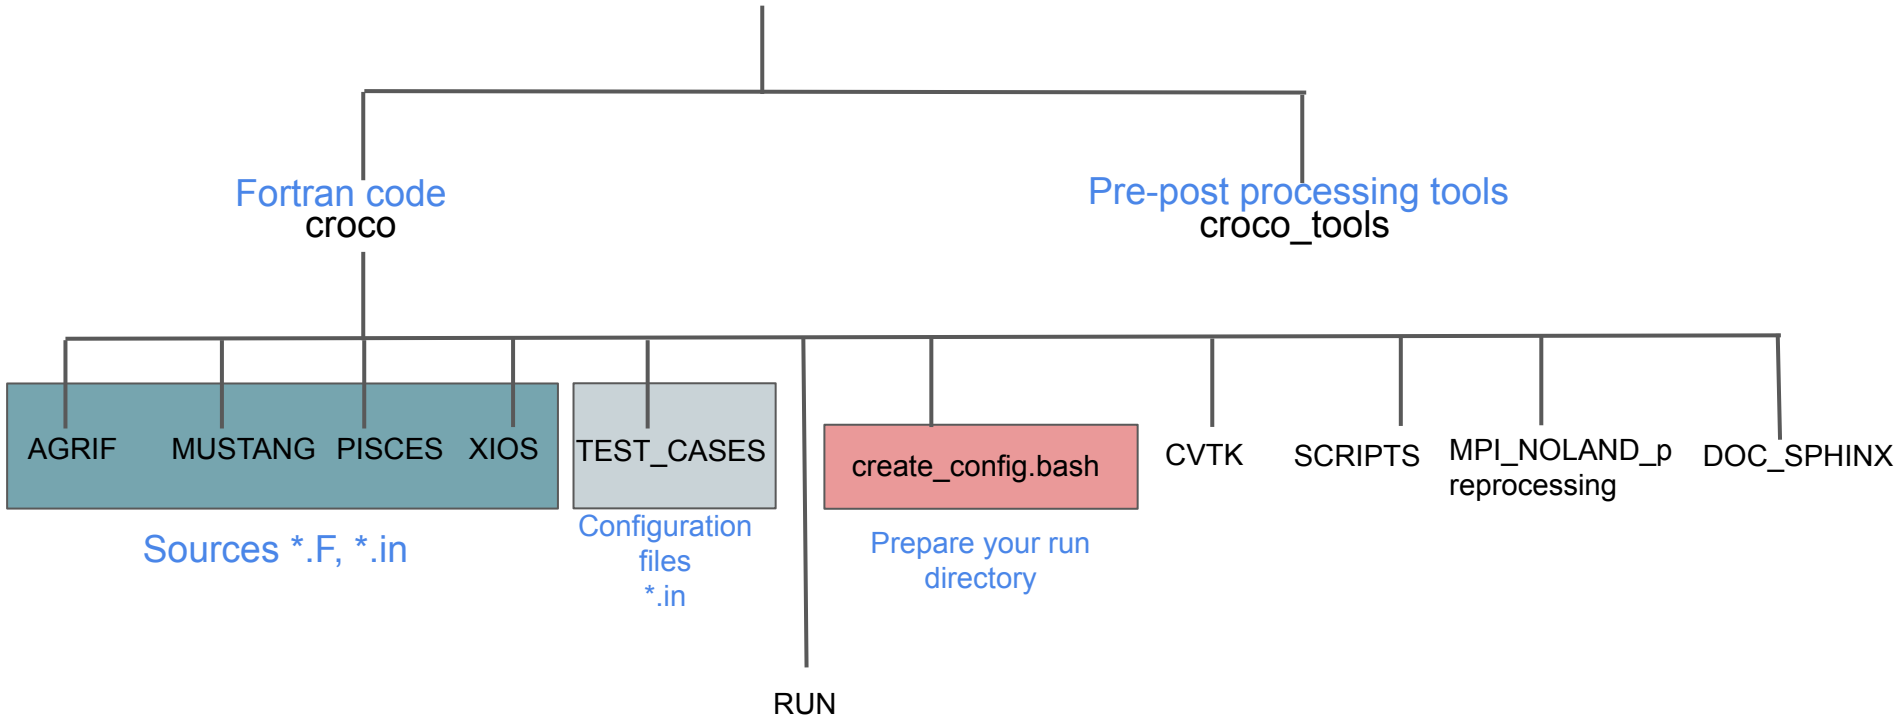 Fortran code
croco
Pre-post processing tools
croco_tools
AGRIF
MUSTANG
PISCES
XIOS
TEST_CASES
create_config.bash
CVTK
SCRIPTS
MPI_NOLAND_p
reprocessing
DOC_SPHINX
Sources *.F, *.in
Configuration
files
*.in
Prepare your run
directory
RUN